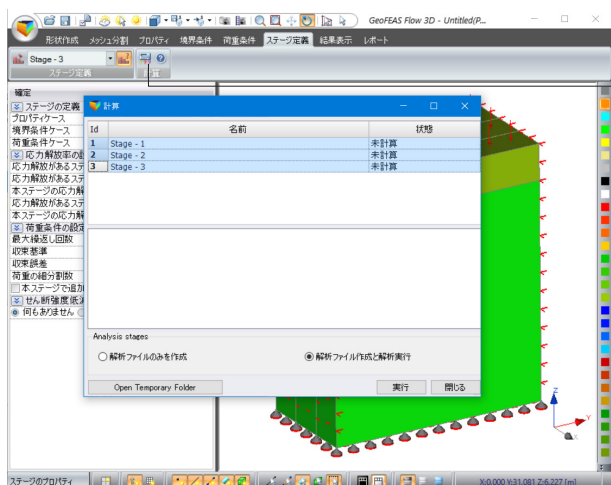 GeoFEAS Flow 3D - Untitled(P...
形状作成 メッシュ分割 プロパティ 境界条件 荷重条件 ステージ定義 結果表示 レポート
Stage - 3
ステージ定義 計算
確定
ステージの定義
プロパティケース
境界条件ケース
荷重条件ケース
応力解放率の
応力解放があるステ
応力解放があるステ
本ステージの応力解
応力解放があるステ
本ステージの応力解
荷重条件の設定
最大繰返し回数
収束基準
収束誤差
荷重の細分割数
本ステージで追加
せん断強度低減
何もありません
計算
Id 名前 状態
1 Stage - 1 未計算
2 Stage - 2 未計算
3 Stage - 3 未計算
Analysis stages
解析ファイルのみを作成 解析ファイル作成と解析実行
Open Temporary Folder 実行 閉じる
Z
Y
X
ステージのプロパティ X:0.000 Y:31.081 Z:6.227 [m]